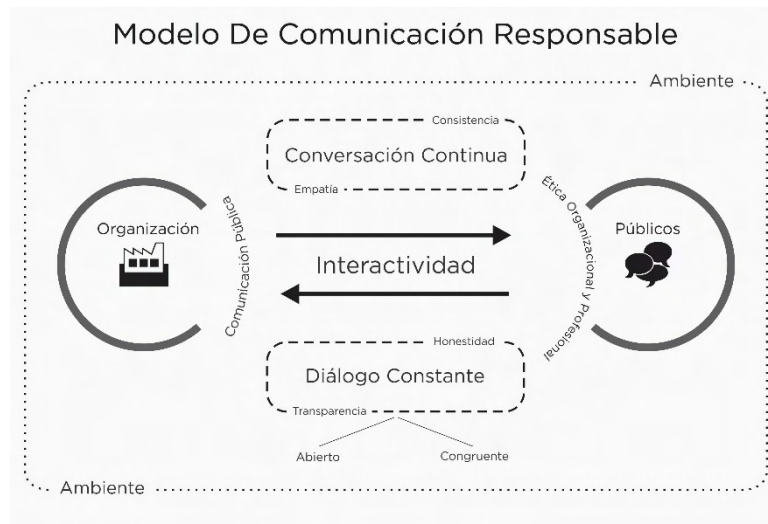 Modelo De Comunicación Responsable
Ambiente
Consistencia
Conversación Continua
Empatía
Organización
Comunicación Pública
Interactividad
Ética Organizacional y Profesional
Públicos
Honestidad
Diálogo Constante
Transparencia
Abierto
Congruente
Ambiente